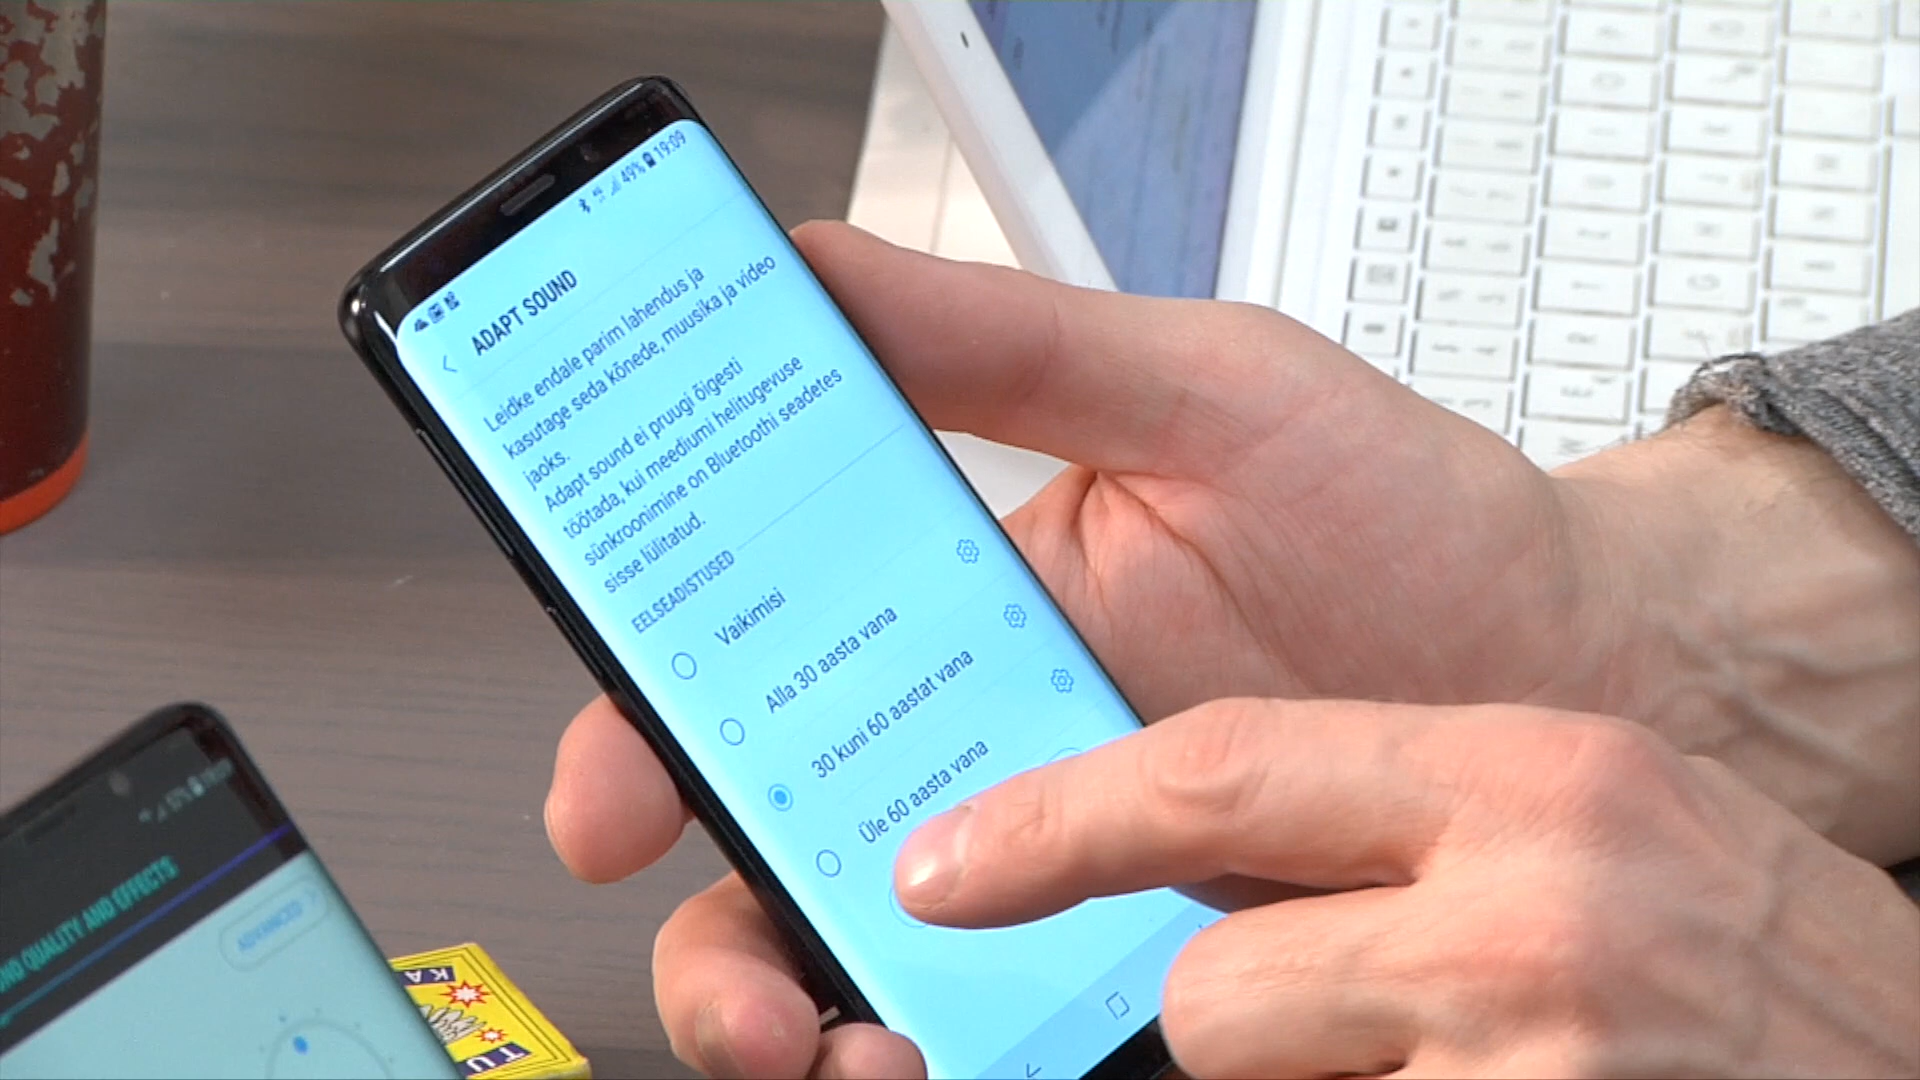 49% 19:09
ADAPT SOUND
Leidke endale parim lahendus ja
kasutage seda kõnede, muusika ja video
jaoks.
Adapt sound ei pruugi õigesti
töötada, kui meediumi helitugevuse
sünkroonimine on Bluetoothi seadetes
sisse lülitatud.
EELSEADISTUSED
Vaikimisi
Alla 30 aasta vana
30 kuni 60 aastat vana
Üle 60 aasta vana
QUALITY AND EFFECTS
ADVANCED